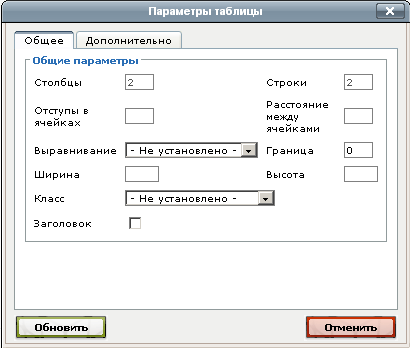 Параметры таблицы
Общее Дополнительно
Общие параметры
Столбцы 2 Строки 2
Отступы в ячейках
Расстояние между ячейками
Выравнивание - Не установлено - Граница 0
Ширина Высота
Класс - Не установлено -
Заголовок
Обновить Отменить